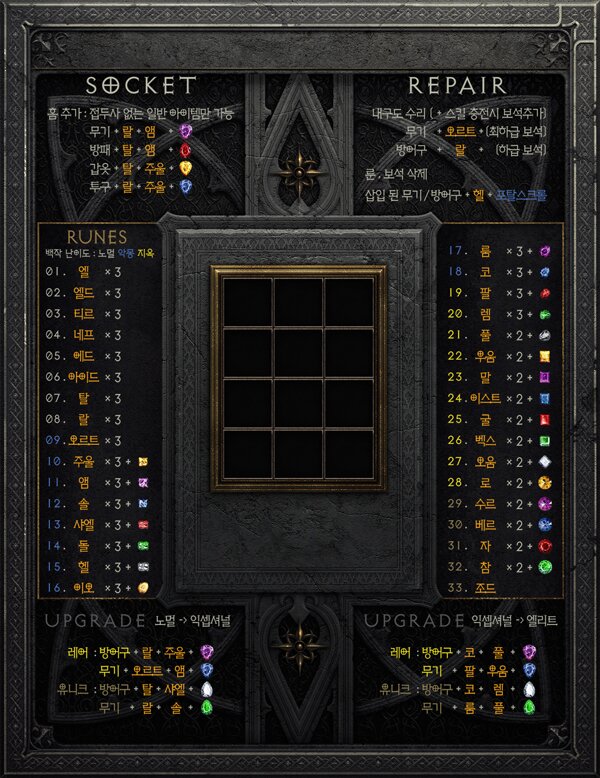 SOCKET
홈 추가 : 접두사 없는 일반 아이템만 가능
무기 + 랄 + 앰 +
방패 + 탈 + 앰 +
갑옷 + 탈 + 주울 +
투구 + 랄 + 주울 +
REPAIR
내구도 수리 ( + 스킬 충전시 보석추가)
무기 + 오르트 + (최하급 보석)
방어구 + 랄 + (하급 보석)
룬 , 보석 삭제
삽입 된 무기/방어구 + 헬 + 포탈스크롤
RUNES
백작 난이도 : 노멀 악몽 지옥
01. 엘 × 3
02. 엘드 × 3
03. 티르 × 3
04. 네프 × 3
05. 에드 × 3
06. 아이드 × 3
07. 탈 × 3
08. 랄 × 3
09. 오르트 × 3
10. 주울 × 3 +
11. 앰 × 3 +
12. 솔 × 3 +
13. 샤엘 × 3 +
14. 돌 × 3 +
15. 헬 × 3 +
16. 이오 × 3 +
17. 룸 × 3 +
18. 코 × 3 +
19. 팔 × 3 +
20. 렘 × 3 +
21. 풀 × 2 +
22. 우움 × 2 +
23. 말 × 2 +
24. 이스트 × 2 +
25. 굴 × 2 +
26. 벡스 × 2 +
27. 오움 × 2 +
28. 로 × 2 +
29. 수르 × 2 +
30. 베르 × 2 +
31. 자 × 2 +
32. 참 × 2 +
33. 조드
UPGRADE 노멀 -> 익셉셔널
레어 : 방어구 + 랄 + 주울 +
무기 + 오르트 + 앰 +
유니크 : 방어구 + 탈 + 샤엘 +
무기 + 랄 + 솔 +
UPGRADE 익셉셔널 -> 엘리트
레어 : 방어구 + 코 + 풀 +
무기 + 팔 + 우움 +
유니크 : 방어구 + 코 + 렘 +
무기 + 룸 + 풀 +